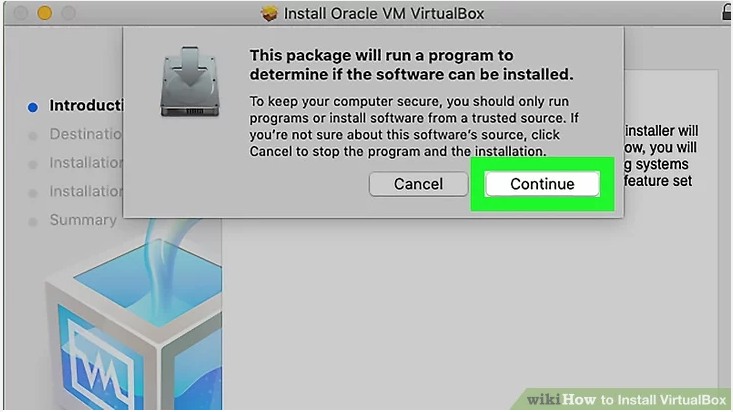 Install Oracle VM VirtualBox
This package will run a program to
determine if the software can be installed.
To keep your computer secure, you should only run
programs or install software from a trusted source. If
you're not sure about this software's source, click
Cancel to stop the program and the installation.
Cancel
Continue
Introducti
Destinatio
Installation
Installation
Summary
installer will
ow, you will
g systems
feature set
VM
wikiHow to Install VirtualBox